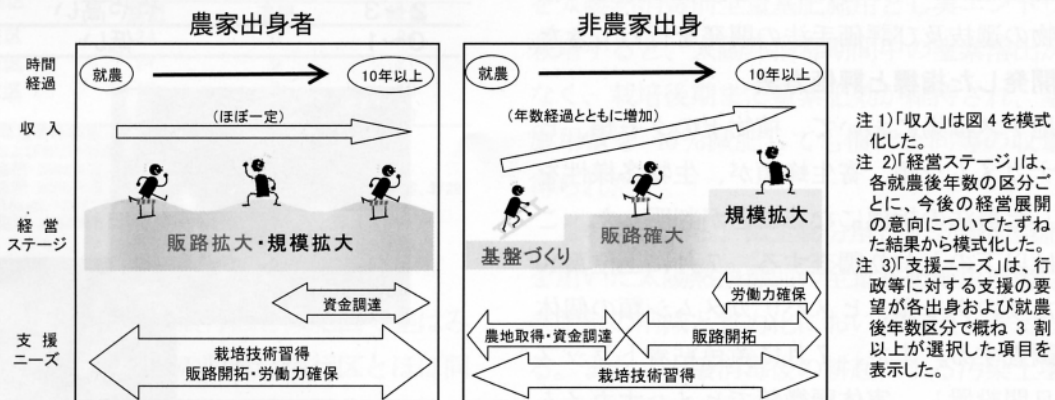 農家出身者
非農家出身
時間
経過
就農
10年以上
就農
10年以上
収 入
(ほぼ一定)
(年数経過とともに増加)
経 営
ステージ
販路拡大・規模拡大
基盤づくり
販路確大
規模拡大
支 援
ニーズ
資金調達
栽培技術習得
販路開拓・労働力確保
労働力確保
農地取得・資金調達
販路開拓
栽培技術習得
注 1)「収入」は図 4 を模式
化した。
注 2)「経営ステージ」は、
各就農後年数の区分ご
とに、今後の経営展開
の意向についてたずね
た結果から模式化した。
注 3)「支援ニーズ」は、行
政等に対する支援の要
望が各出身および就農
後年数区分で概ね 3 割
以上が選択した項目を
表示した。